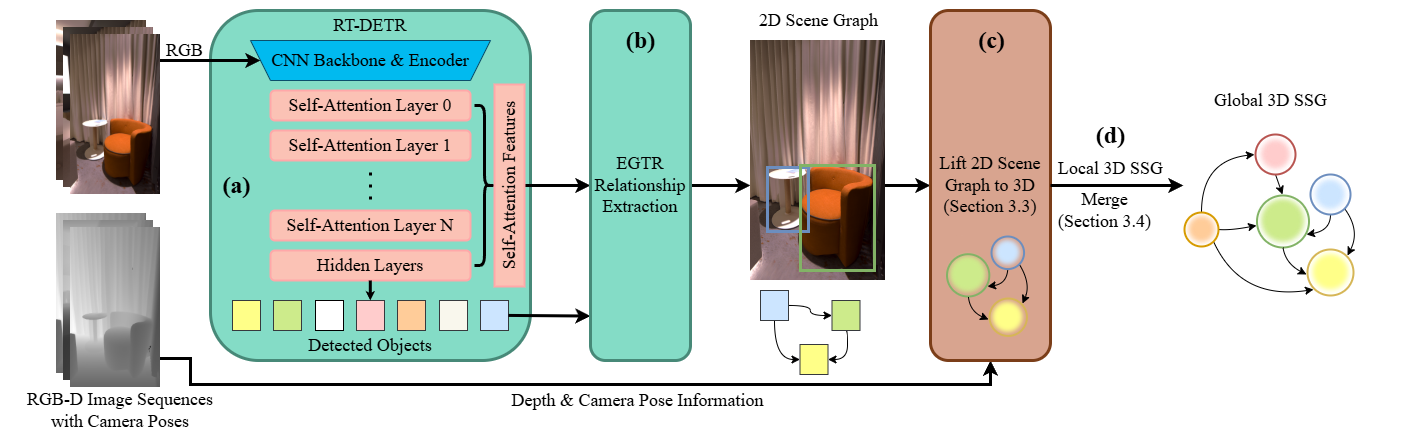 RGB
RGB-D Image Sequences
with Camera Poses
RT-DETR
CNN Backbone & Encoder
Self-Attention Layer 0
Self-Attention Layer 1
(a)
Self-Attention Layer N
Hidden Layers
Self-Attention Features
Detected Objects
(b)
EGTR
Relationship
Extraction
2D Scene Graph
(c)
Lift 2D Scene
Graph to 3D
(Section 3.3)
Depth & Camera Pose Information
(d)
Local 3D SSG
Merge
(Section 3.4)
Global 3D SSG